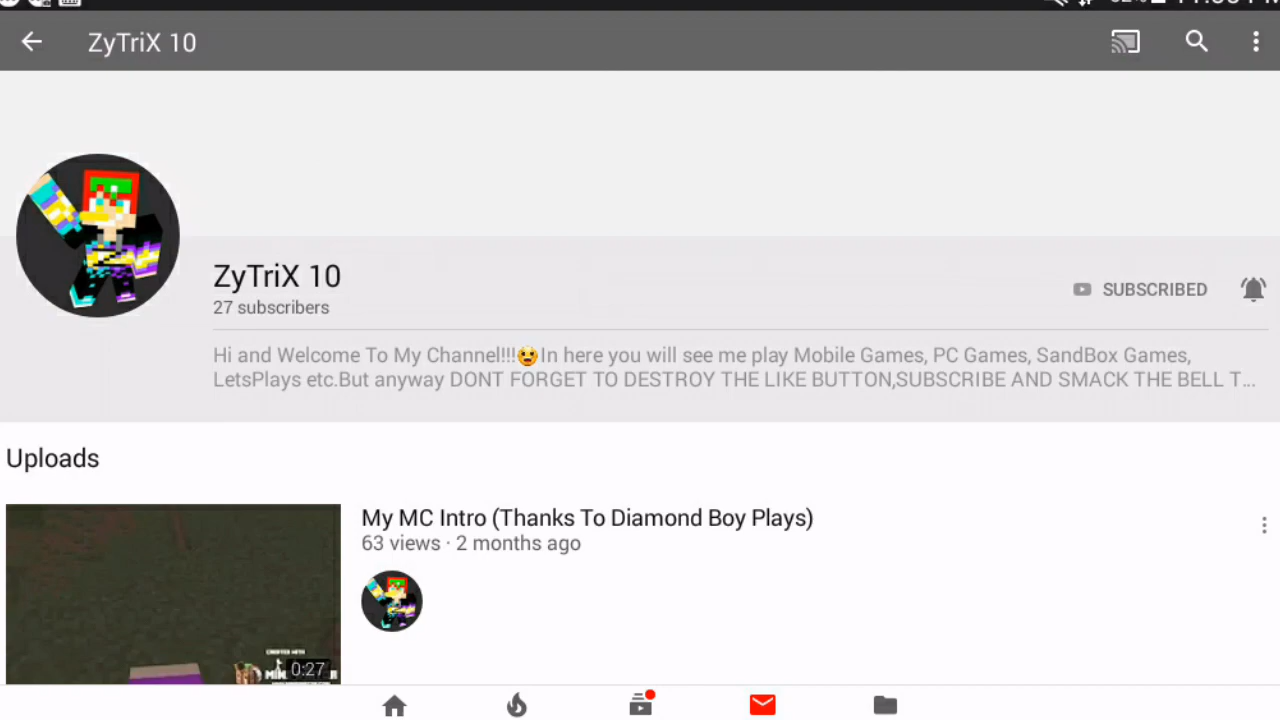 ZyTriX 10
ZyTriX 10
27 subscribers
SUBSCRIBED
Hi and Welcome To My Channel!!!😀In here you will see me play Mobile Games, PC Games, SandBox Games,
LetsPlays etc.But anyway DONT FORGET TO DESTROY THE LIKE BUTTON,SUBSCRIBE AND SMACK THE BELL T...
Uploads
My MC Intro (Thanks To Diamond Boy Plays)
63 views · 2 months ago
CREATED WITH
0:27